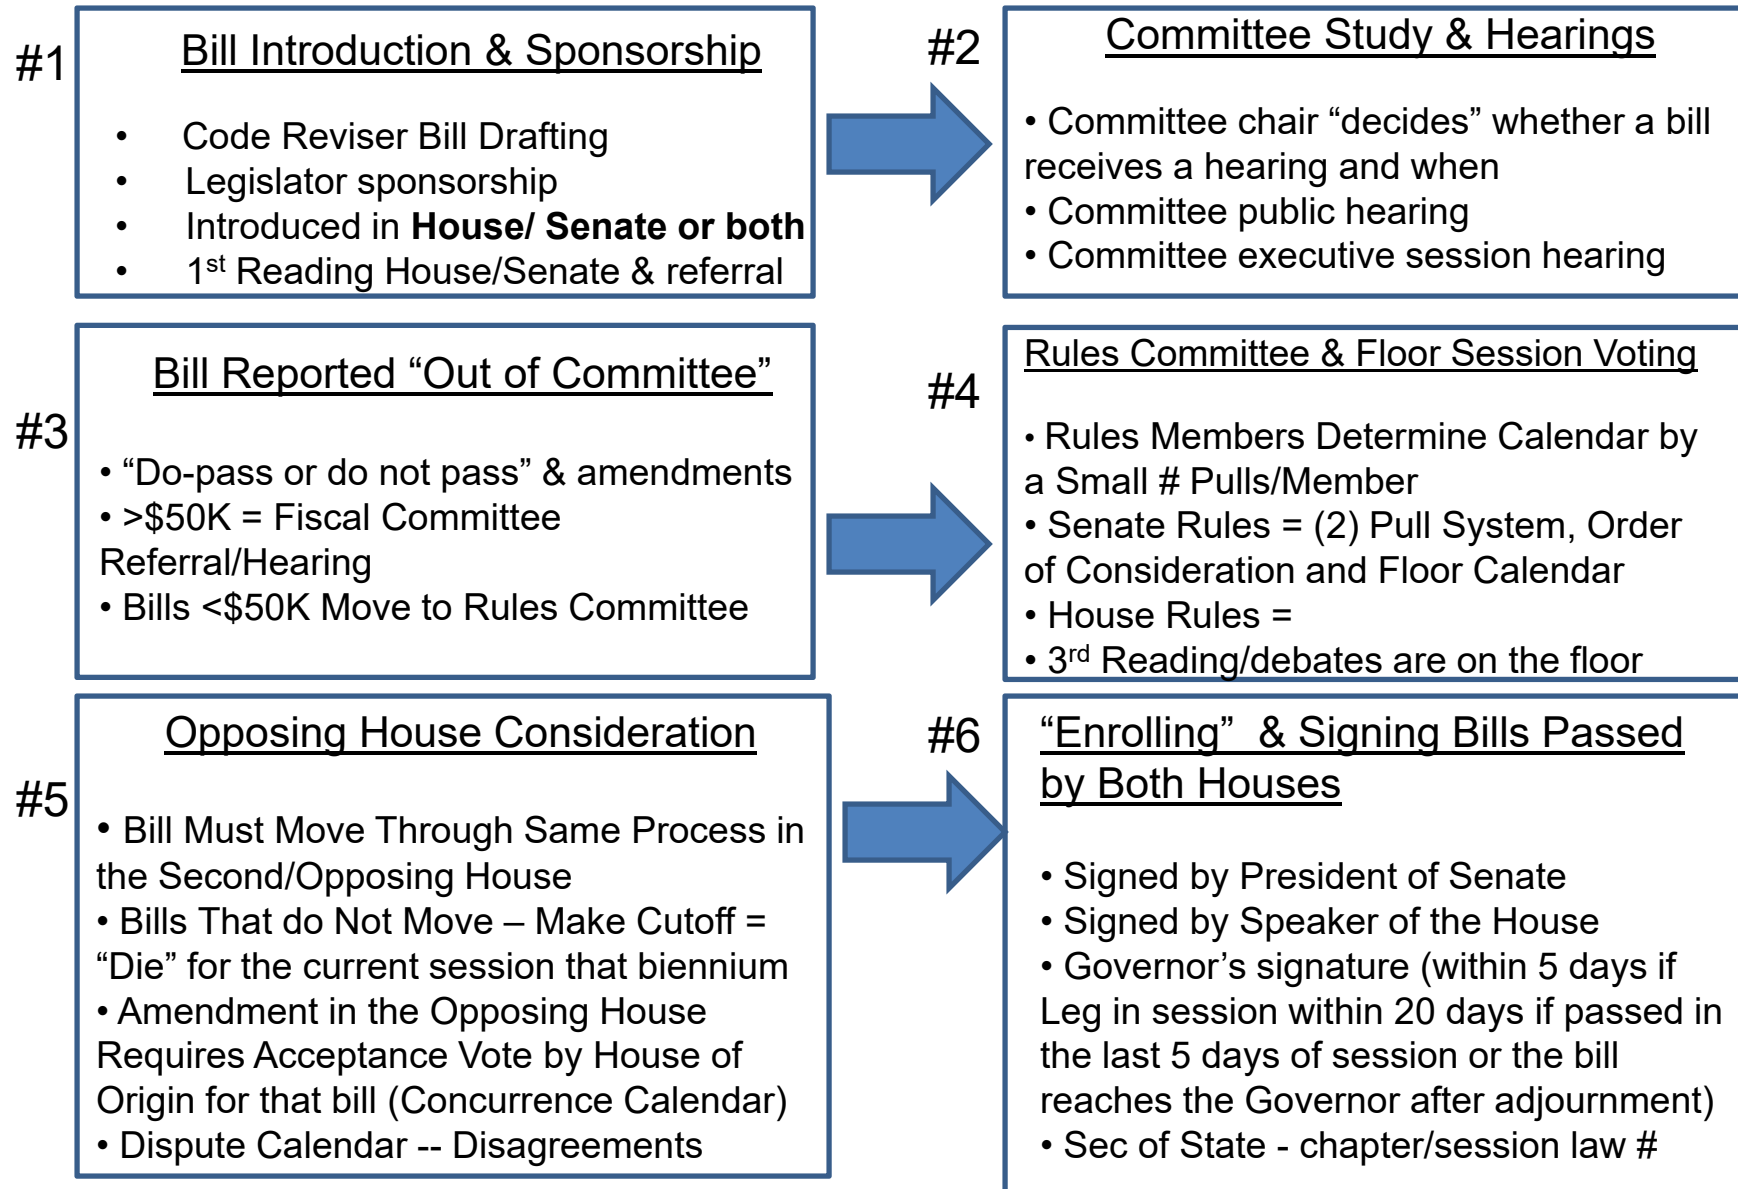 #1
Bill Introduction & Sponsorship
• Code Reviser Bill Drafting
• Legislator sponsorship
• Introduced in House/ Senate or both
• 1st Reading House/Senate & referral
#2
Committee Study & Hearings
• Committee chair “decides” whether a bill
receives a hearing and when
• Committee public hearing
• Committee executive session hearing
#3
Bill Reported “Out of Committee”
• “Do-pass or do not pass” & amendments
• >$50K = Fiscal Committee
Referral/Hearing
• Bills <$50K Move to Rules Committee
#4
Rules Committee & Floor Session Voting
• Rules Members Determine Calendar by
a Small # Pulls/Member
• Senate Rules = (2) Pull System, Order
of Consideration and Floor Calendar
• House Rules =
• 3rd Reading/debates are on the floor
#5
Opposing House Consideration
• Bill Must Move Through Same Process in
the Second/Opposing House
• Bills That do Not Move – Make Cutoff =
“Die” for the current session that biennium
• Amendment in the Opposing House
Requires Acceptance Vote by House of
Origin for that bill (Concurrence Calendar)
• Dispute Calendar -- Disagreements
#6
“Enrolling” & Signing Bills Passed
by Both Houses
• Signed by President of Senate
• Signed by Speaker of the House
• Governor’s signature (within 5 days if
Leg in session within 20 days if passed in
the last 5 days of session or the bill
reaches the Governor after adjournment)
• Sec of State - chapter/session law #